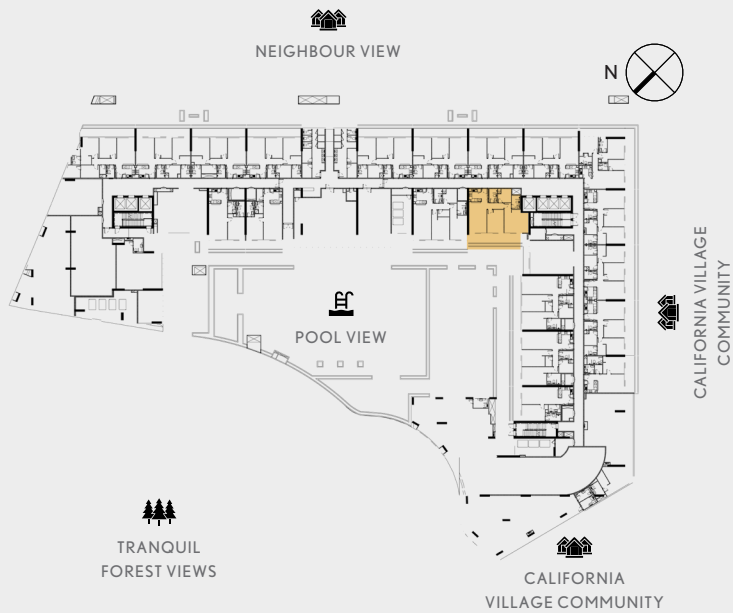 NEIGHBOUR VIEW
N
CALIFORNIA VILLAGE
COMMUNITY
POOL VIEW
TRANQUIL
FOREST VIEWS
CALIFORNIA
VILLAGE COMMUNITY